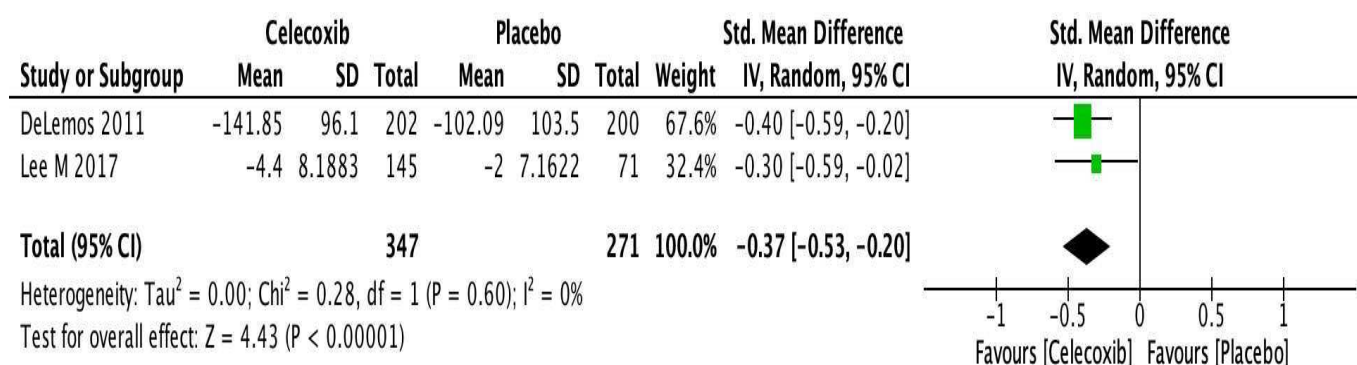 Celecoxib Placebo Std. Mean Difference Std. Mean Difference
Study or Subgroup Mean SD Total Mean SD Total Weight IV, Random, 95% CI IV, Random, 95% CI
DeLemos 2011 −141.85 96.1 202 −102.09 103.5 200 67.6% −0.40 [−0.59, −0.20]
Lee M 2017 −4.4 8.1883 145 −2 7.1622 71 32.4% −0.30 [−0.59, −0.02]
Total (95% CI) 347 271 100.0% −0.37 [−0.53, −0.20]
Heterogeneity: Tau² = 0.00; Chi² = 0.28, df = 1 (P = 0.60); I² = 0%
Test for overall effect: Z = 4.43 (P < 0.00001)
−1 −0.5 0 0.5 1
Favours [Celecoxib] Favours [Placebo]